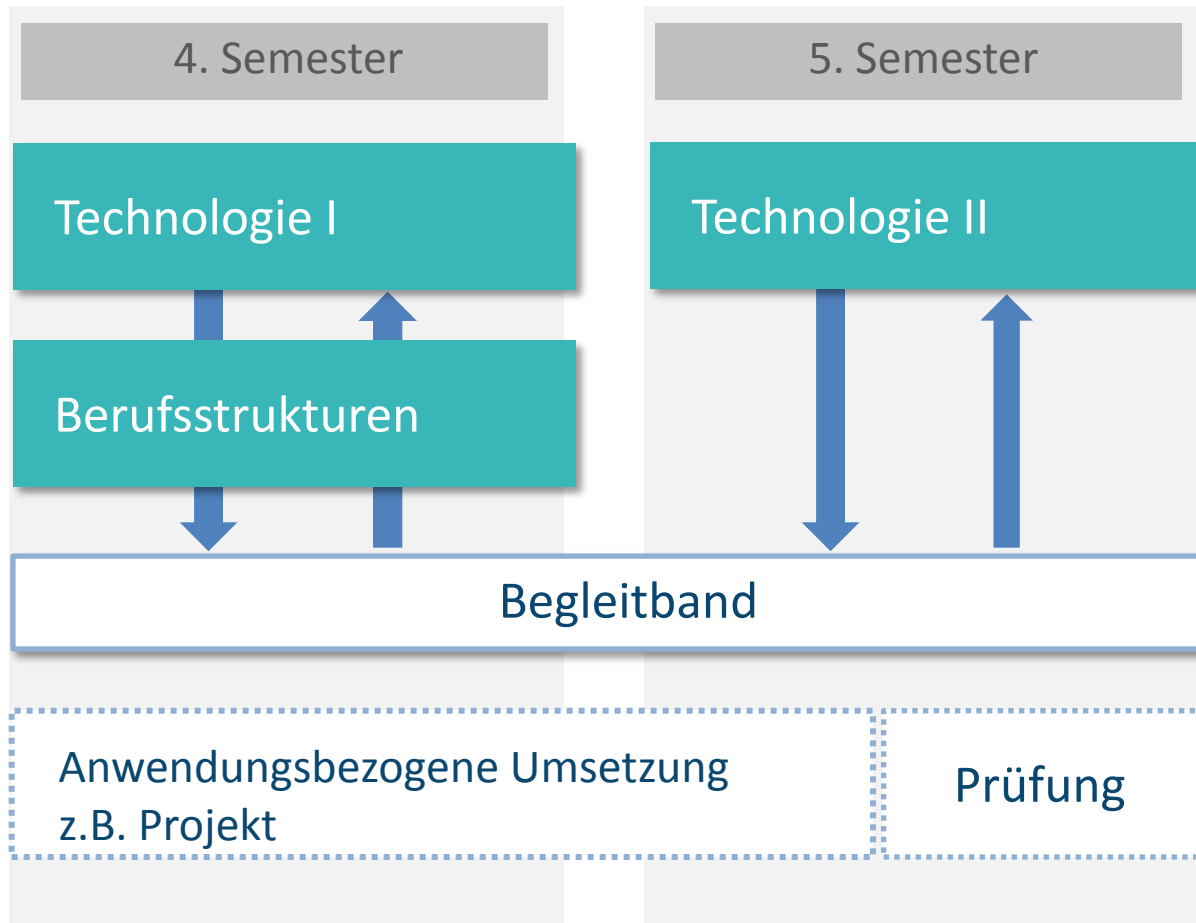 4. Semester
5. Semester
Technologie I
Technologie II
Berufsstrukturen
Begleitband
Anwendungsbezogene Umsetzung
z.B. Projekt
Prüfung